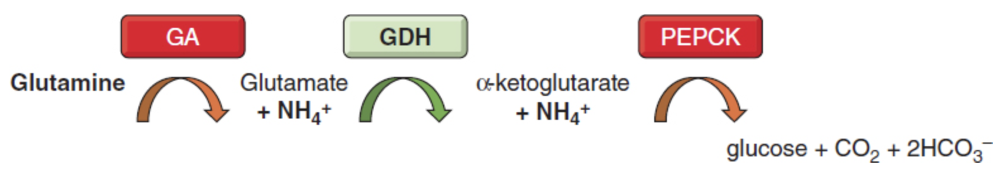 GA GDH PEPCK
Glutamine Glutamate α-ketoglutarate
+ NH₄⁺ + NH₄⁺
glucose + CO₂ + 2HCO₃⁻